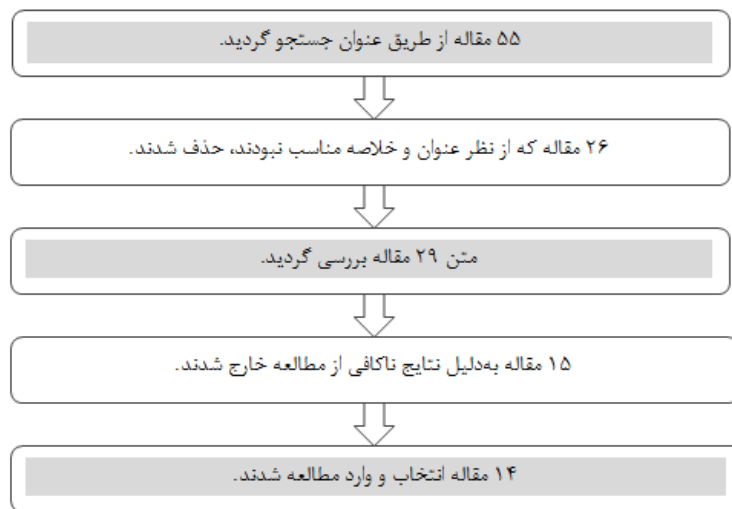 ۵۵ مقاله از طریق عنوان جستجو گردید.
۲۶ مقاله که از نظر عنوان و خلاصه مناسب نبودند، حذف شدند.
متن ۲۹ مقاله بررسی گردید.
۱۵ مقاله به‌دلیل نتایج ناکافی از مطالعه خارج شدند.
۱۴ مقاله انتخاب و وارد مطالعه شدند.